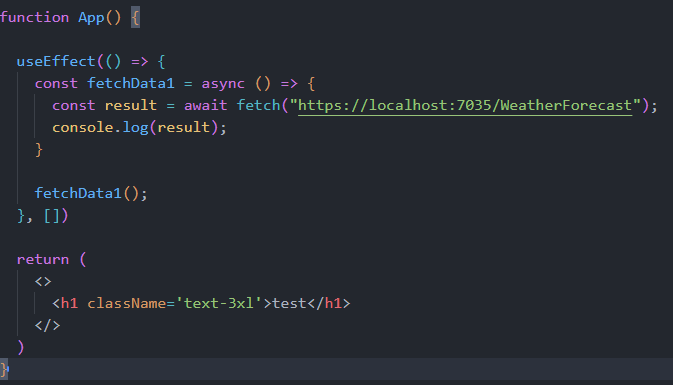 function App() {
useEffect(() => {
const fetchData1 = async () => {
const result = await fetch("https://localhost:7035/WeatherForecast");
console.log(result);
}
fetchData1();
}, [])
return (
<>
<h1 className='text-3xl'>test</h1>
</>
)
}